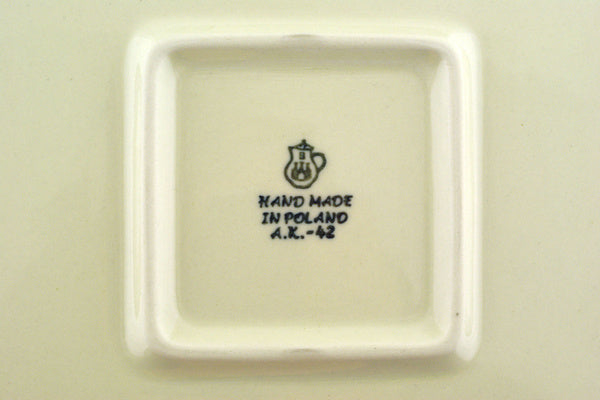 B
HAND MADE
IN POLAND
A.K.-42